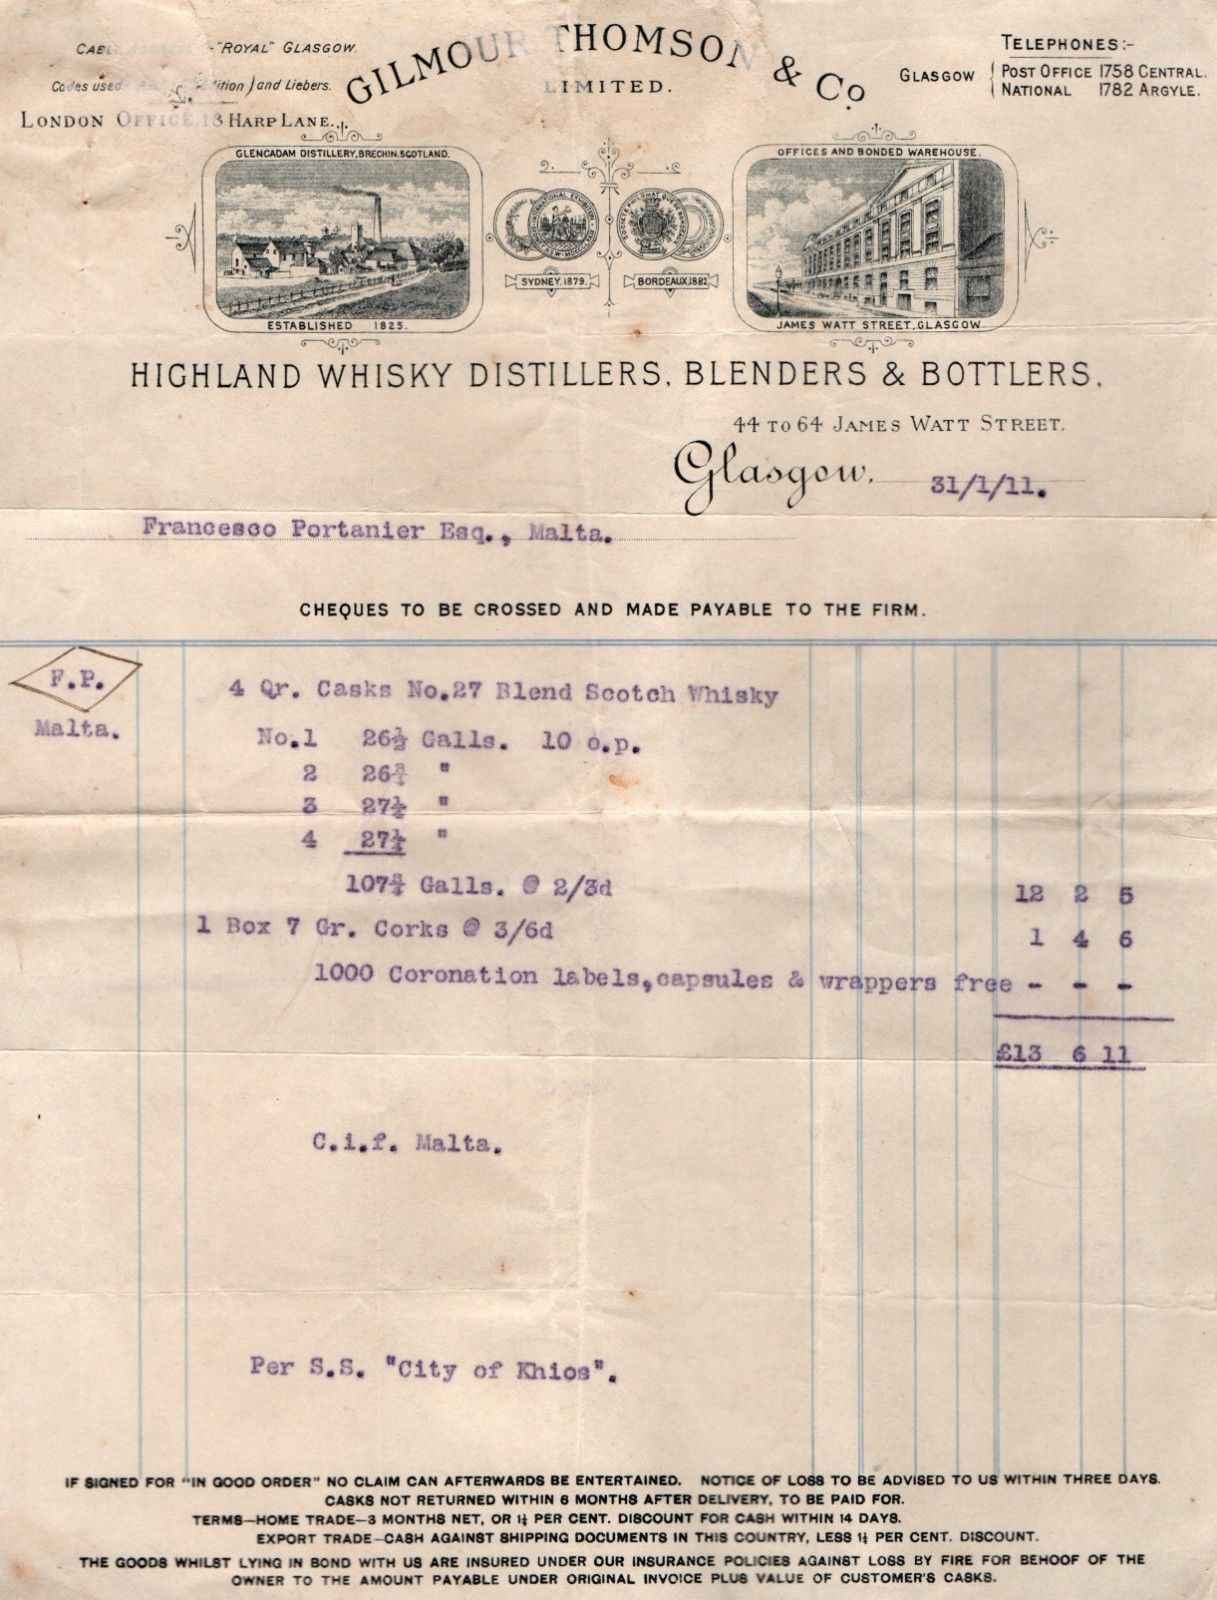 GILMOUR THOMSON & Co
LIMITED.
CABLE ADDRESS :-"ROYAL" GLASGOW.
Codes used and Liebers.
LONDON OFFICE, 18 HARP LANE.
TELEPHONES:-
GLASGOW POST OFFICE 1758 CENTRAL.
NATIONAL 1782 ARGYLE.
GLENCADAM DISTILLERY, BRECHIN, SCOTLAND.
ESTABLISHED 1825.
SYDNEY, 1879.
BORDEAUX, 1882
OFFICES AND BONDED WAREHOUSE.
JAMES WATT STREET, GLASGOW
HIGHLAND WHISKY DISTILLERS, BLENDERS & BOTTLERS.
44 TO 64 JAMES WATT STREET.
Glasgow, 31/1/11.
Francesco Portanier Esq., Malta.
CHEQUES TO BE CROSSED AND MADE PAYABLE TO THE FIRM.
F.P.
Malta.
4 Qr. Casks No.27 Blend Scotch Whisky
No.1 26½ Galls. 10 o.p.
2 26¾ "
3 27½ "
4 27¼ "
107¾ Galls. @ 2/3d 12 2 5
1 Box 7 Gr. Corks @ 3/6d 1 4 6
1000 Coronation labels,capsules & wrappers free - - -
£13 6 11
C.i.f. Malta.
Per S.S. "City of Khios".
IF SIGNED FOR "IN GOOD ORDER" NO CLAIM CAN AFTERWARDS BE ENTERTAINED. NOTICE OF LOSS TO BE ADVISED TO US WITHIN THREE DAYS.
CASKS NOT RETURNED WITHIN 6 MONTHS AFTER DELIVERY, TO BE PAID FOR.
TERMS—HOME TRADE—3 MONTHS NET, OR 1¼ PER CENT. DISCOUNT FOR CASH WITHIN 14 DAYS.
EXPORT TRADE—CASH AGAINST SHIPPING DOCUMENTS IN THIS COUNTRY, LESS 1¼ PER CENT. DISCOUNT.
THE GOODS WHILST LYING IN BOND WITH US ARE INSURED UNDER OUR INSURANCE POLICIES AGAINST LOSS BY FIRE FOR BEHOOF OF THE
OWNER TO THE AMOUNT PAYABLE UNDER ORIGINAL INVOICE PLUS VALUE OF CUSTOMER'S CASKS.